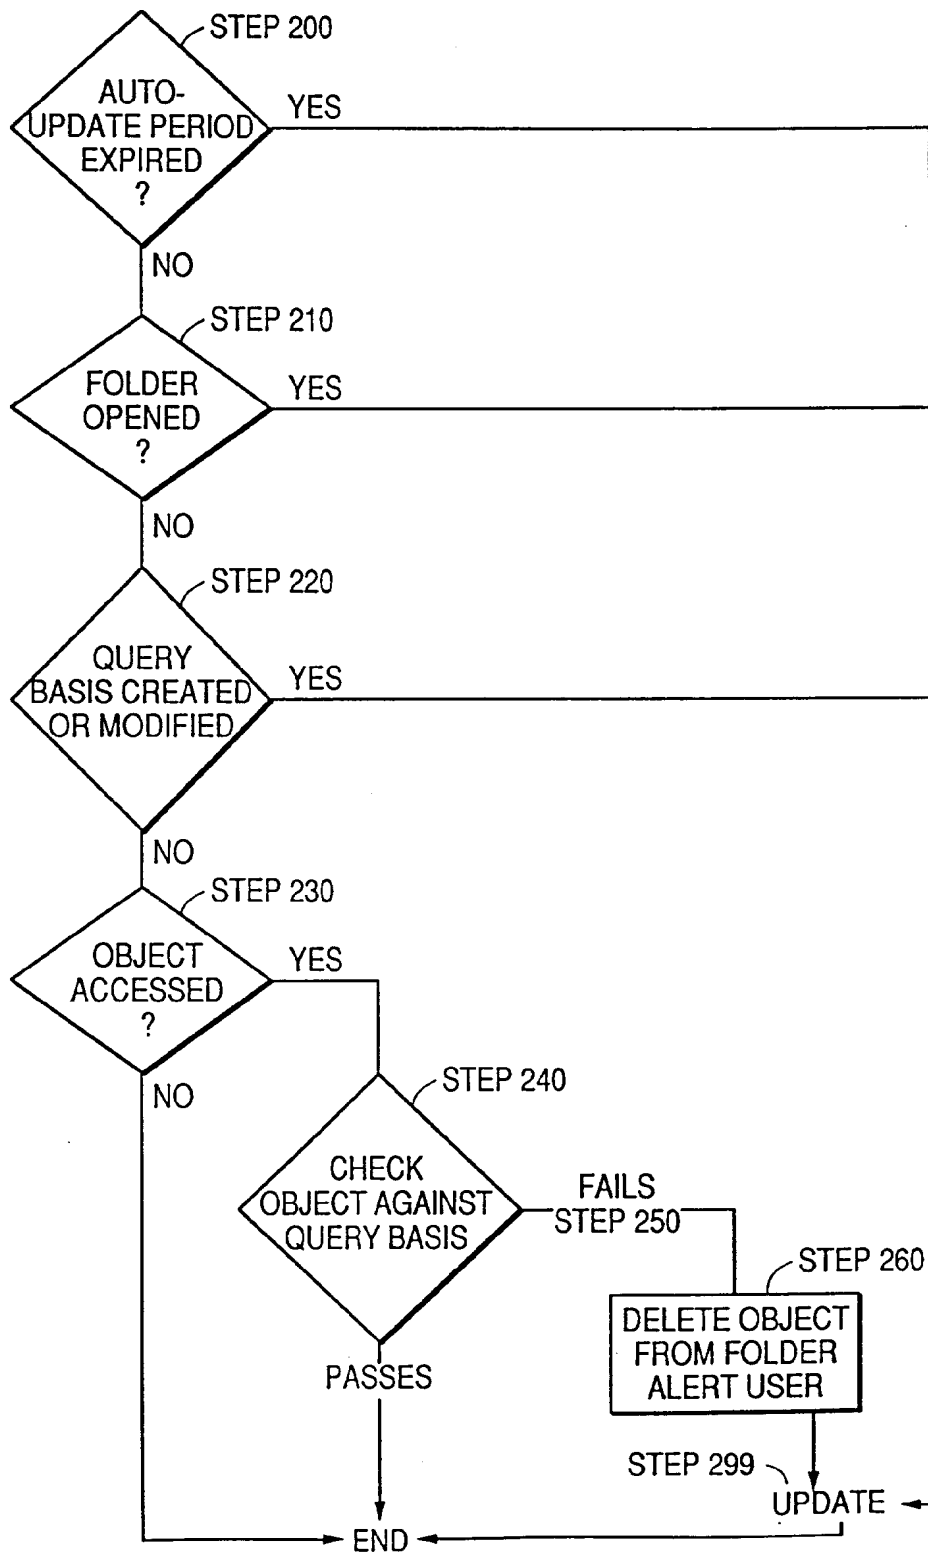 STEP 200
AUTO-
UPDATE PERIOD
EXPIRED
?
YES
NO
STEP 210
FOLDER
OPENED
?
YES
NO
STEP 220
QUERY
BASIS CREATED
OR MODIFIED
YES
NO
STEP 230
OBJECT
ACCESSED
?
YES
NO
STEP 240
CHECK
OBJECT AGAINST
QUERY BASIS
FAILS
STEP 250
PASSES
STEP 260
DELETE OBJECT
FROM FOLDER
ALERT USER
STEP 299
UPDATE
END